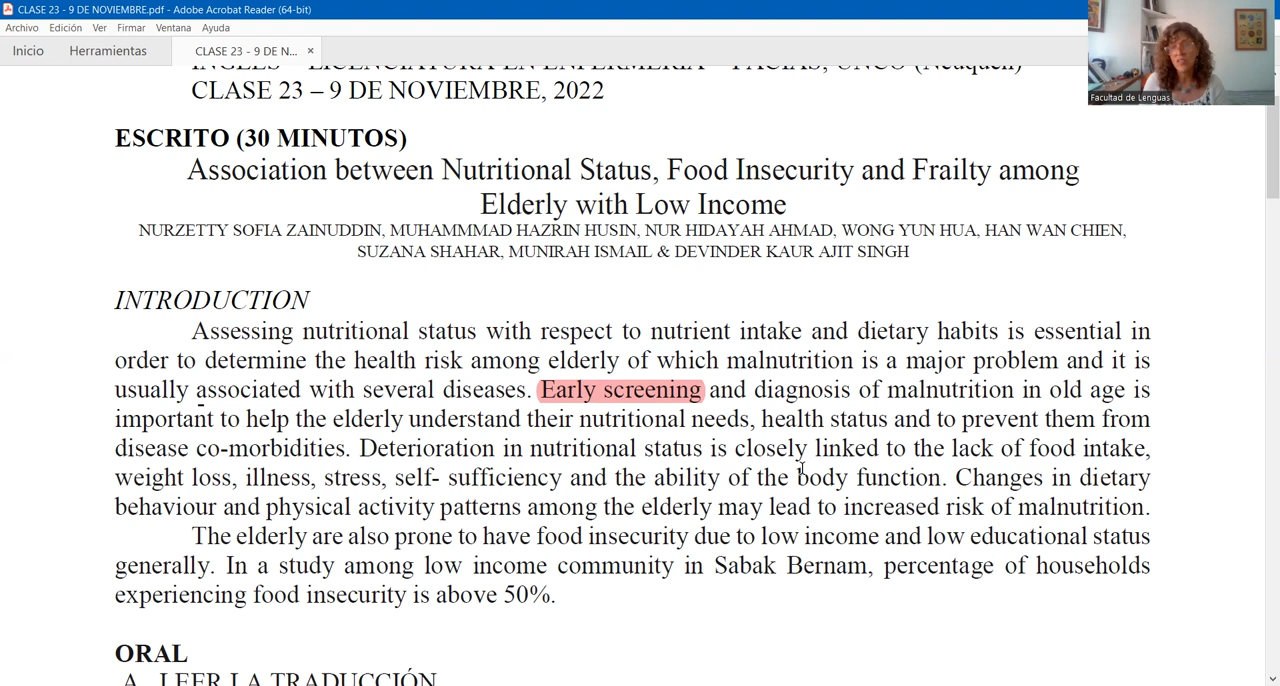 CLASE 23 - 9 DE NOVIEMBRE.pdf - Adobe Acrobat Reader (64-bit)
Archivo Edición Ver Firmar Ventana Ayuda
Inicio Herramientas CLASE 23 - 9 DE N... ×
INGLÉS – LICENCIATURA EN ENFERMERÍA – FACIAS, UNCO (Neuquén)
CLASE 23 – 9 DE NOVIEMBRE, 2022
Facultad de Lenguas
ESCRITO (30 MINUTOS)
Association between Nutritional Status, Food Insecurity and Frailty among
Elderly with Low Income
NURZETTY SOFIA ZAINUDDIN, MUHAMMMAD HAZRIN HUSIN, NUR HIDAYAH AHMAD, WONG YUN HUA, HAN WAN CHIEN,
SUZANA SHAHAR, MUNIRAH ISMAIL & DEVINDER KAUR AJIT SINGH
INTRODUCTION
Assessing nutritional status with respect to nutrient intake and dietary habits is essential in
order to determine the health risk among elderly of which malnutrition is a major problem and it is
usually associated with several diseases. Early screening and diagnosis of malnutrition in old age is
important to help the elderly understand their nutritional needs, health status and to prevent them from
disease co-morbidities. Deterioration in nutritional status is closely linked to the lack of food intake,
weight loss, illness, stress, self- sufficiency and the ability of the body function. Changes in dietary
behaviour and physical activity patterns among the elderly may lead to increased risk of malnutrition.
The elderly are also prone to have food insecurity due to low income and low educational status
generally. In a study among low income community in Sabak Bernam, percentage of households
experiencing food insecurity is above 50%.
ORAL
A. LEER LA TRADUCCIÓN